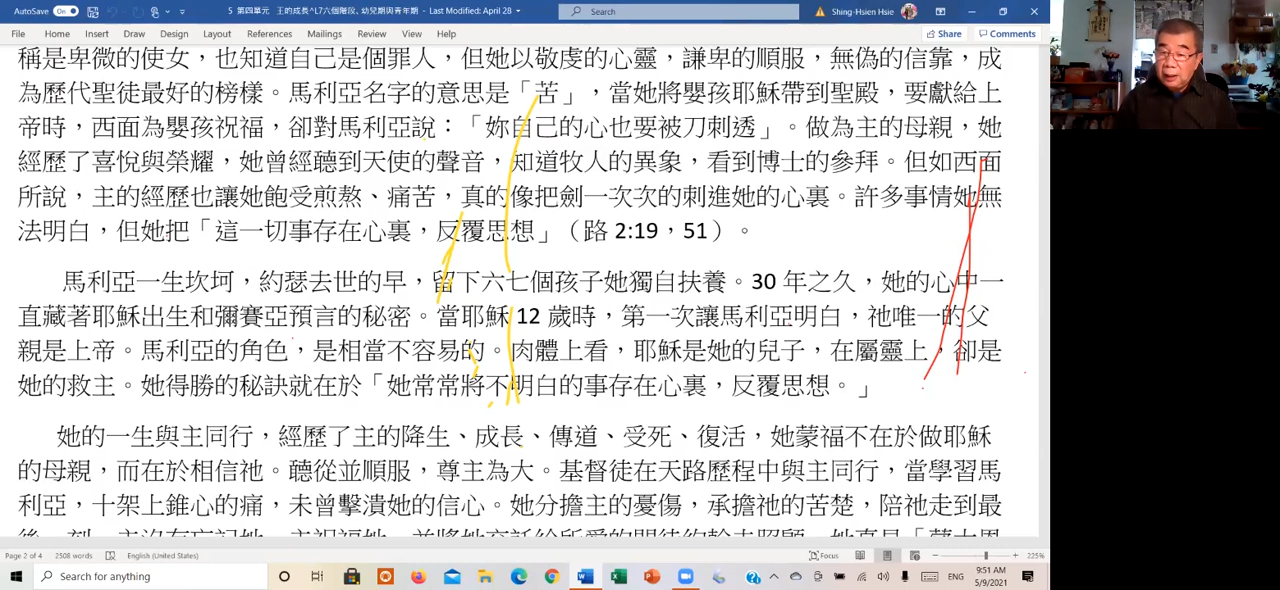 AutoSave On 5 第四單元 王的成長^L7六個階段, 幼兒期與青年期 - Last Modified: April 28 Search Shing-Hsien Hsie
File Home Insert Draw Design Layout References Mailings Review View Help Share Comments
稱是卑微的使女，也知道自己是個罪人，但她以敬虔的心靈，謙卑的順服，無偽的信靠，成
為歷代聖徒最好的榜樣。馬利亞名字的意思是「苦」，當她將嬰孩耶穌帶到聖殿，要獻給上
帝時，西面為嬰孩祝福，卻對馬利亞說：「妳自己的心也要被刀刺透」。做為主的母親，她
經歷了喜悅與榮耀，她曾經聽到天使的聲音，知道牧人的異象，看到博士的參拜。但如西面
所說，主的經歷也讓她飽受煎熬、痛苦，真的像把劍一次次的刺進她的心裏。許多事情她無
法明白，但她把「這一切事存在心裏，反覆思想」（路 2:19，51）。
馬利亞一生坎坷，約瑟去世的早，留下六七個孩子她獨自扶養。30 年之久，她的心中一
直藏著耶穌出生和彌賽亞預言的秘密。當耶穌 12 歲時，第一次讓馬利亞明白，祂唯一的父
親是上帝。馬利亞的角色，是相當不容易的。肉體上看，耶穌是她的兒子，在屬靈上，卻是
她的救主。她得勝的秘訣就在於「她常常將不明白的事存在心裏，反覆思想。」
她的一生與主同行，經歷了主的降生、成長、傳道、受死、復活，她蒙福不在於做耶穌
的母親，而在於相信祂。聽從並順服，尊主為大。基督徒在天路歷程中與主同行，當學習馬
利亞，十架上錐心的痛，未曾擊潰她的信心。她分擔主的憂傷，承擔祂的苦楚，陪祂走到最
Page 2 of 4 2508 words English (United States) Focus 225%
Search for anything ENG 9:51 AM
5/9/2021